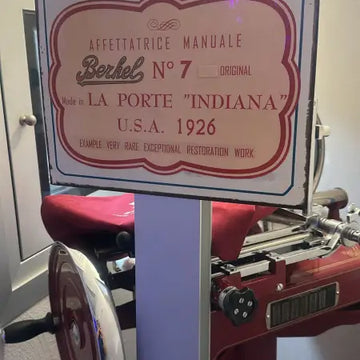 AFFETTATRICE MANUALE
Berkel N° 7 ORIGINAL
Made in LA PORTE "INDIANA"
U.S.A. 1926
EXAMPLE VERY RARE EXCEPTIONAL RESTORATION WORK